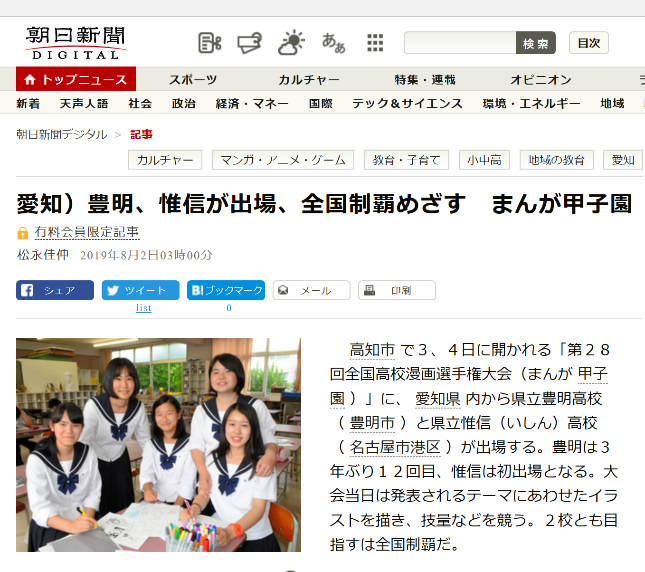 朝日新聞
DIGITAL
あぁ
検索
目次
トップニュース スポーツ カルチャー 特集・連載 オピニオン
新着 天声人語 社会 政治 経済・マネー 国際 テック＆サイエンス 環境・エネルギー 地域
朝日新聞デジタル > 記事
カルチャー マンガ・アニメ・ゲーム 教育・子育て 小中高 地域の教育 愛知
愛知）豊明、惟信が出場、全国制覇めざす　まんが甲子園
有料会員限定記事
松永佳伸 2019年8月2日03時00分
シェア ツイート B!ブックマーク メール 印刷
list 0
高知市 で３、４日に開かれる「第２８
回全国高校漫画選手権大会（まんが 甲子
園 ）」に、 愛知県 内から県立豊明高校
（ 豊明市 ）と県立惟信（いしん）高校
（ 名古屋市港区 ）が出場する。豊明は３
年ぶり１２回目、惟信は初出場となる。大
会当日は発表されるテーマにあわせたイラ
ストを描き、技量などを競う。２校とも目
指すは全国制覇だ。